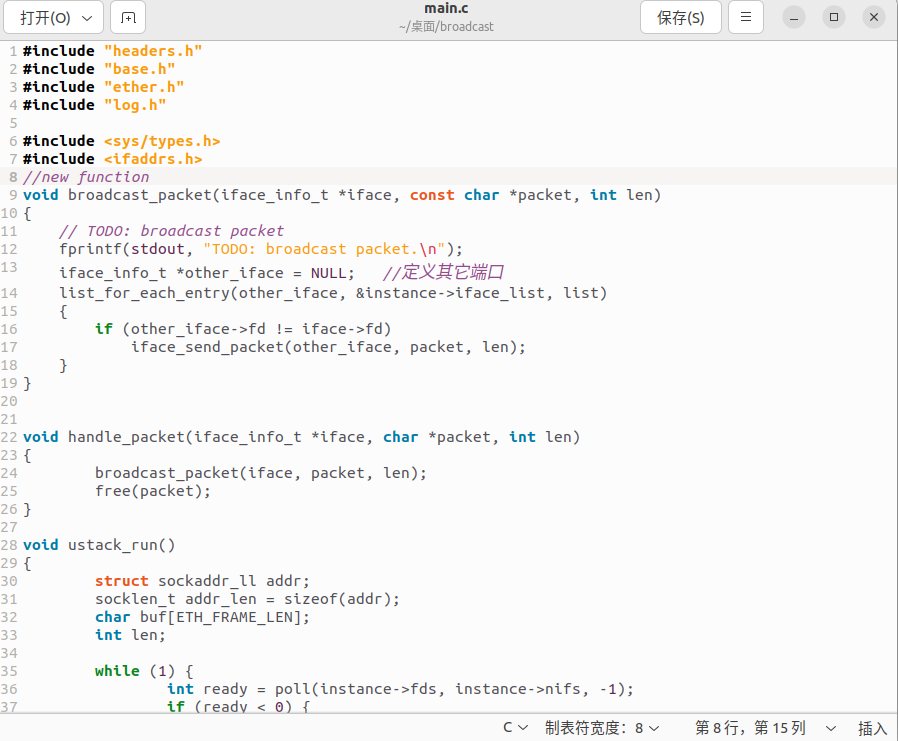 打开(O)
main.c
~/桌面/broadcast
保存(S)
1 #include "headers.h"
2 #include "base.h"
3 #include "ether.h"
4 #include "log.h"
5
6 #include <sys/types.h>
7 #include <ifaddrs.h>
8 //new function
9 void broadcast_packet(iface_info_t *iface, const char *packet, int len)
10 {
11     // TODO: broadcast packet
12     fprintf(stdout, "TODO: broadcast packet.\n");
13     iface_info_t *other_iface = NULL;   //定义其它端口
14     list_for_each_entry(other_iface, &instance->iface_list, list)
15     {
16         if (other_iface->fd != iface->fd)
17             iface_send_packet(other_iface, packet, len);
18     }
19 }
20
21
22 void handle_packet(iface_info_t *iface, char *packet, int len)
23 {
24         broadcast_packet(iface, packet, len);
25         free(packet);
26 }
27
28 void ustack_run()
29 {
30         struct sockaddr_ll addr;
31         socklen_t addr_len = sizeof(addr);
32         char buf[ETH_FRAME_LEN];
33         int len;
34
35         while (1) {
36                 int ready = poll(instance->fds, instance->nifs, -1);
37                 if (ready < 0) {
C 制表符宽度：8 第 8 行，第 15 列 插入